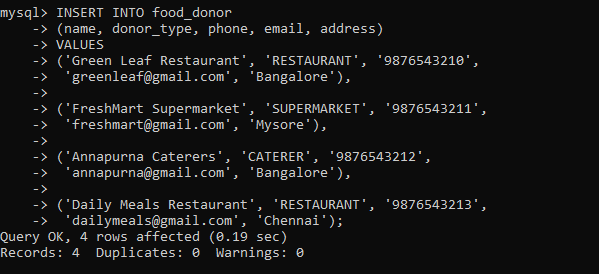 mysql> INSERT INTO food_donor
    -> (name, donor_type, phone, email, address)
    -> VALUES
    -> ('Green Leaf Restaurant', 'RESTAURANT', '9876543210',
    ->  'greenleaf@gmail.com', 'Bangalore'),
    ->
    -> ('FreshMart Supermarket', 'SUPERMARKET', '9876543211',
    ->  'freshmart@gmail.com', 'Mysore'),
    ->
    -> ('Annapurna Caterers', 'CATERER', '9876543212',
    ->  'annapurna@gmail.com', 'Bangalore'),
    ->
    -> ('Daily Meals Restaurant', 'RESTAURANT', '9876543213',
    ->  'dailymeals@gmail.com', 'Chennai');
Query OK, 4 rows affected (0.19 sec)
Records: 4  Duplicates: 0  Warnings: 0